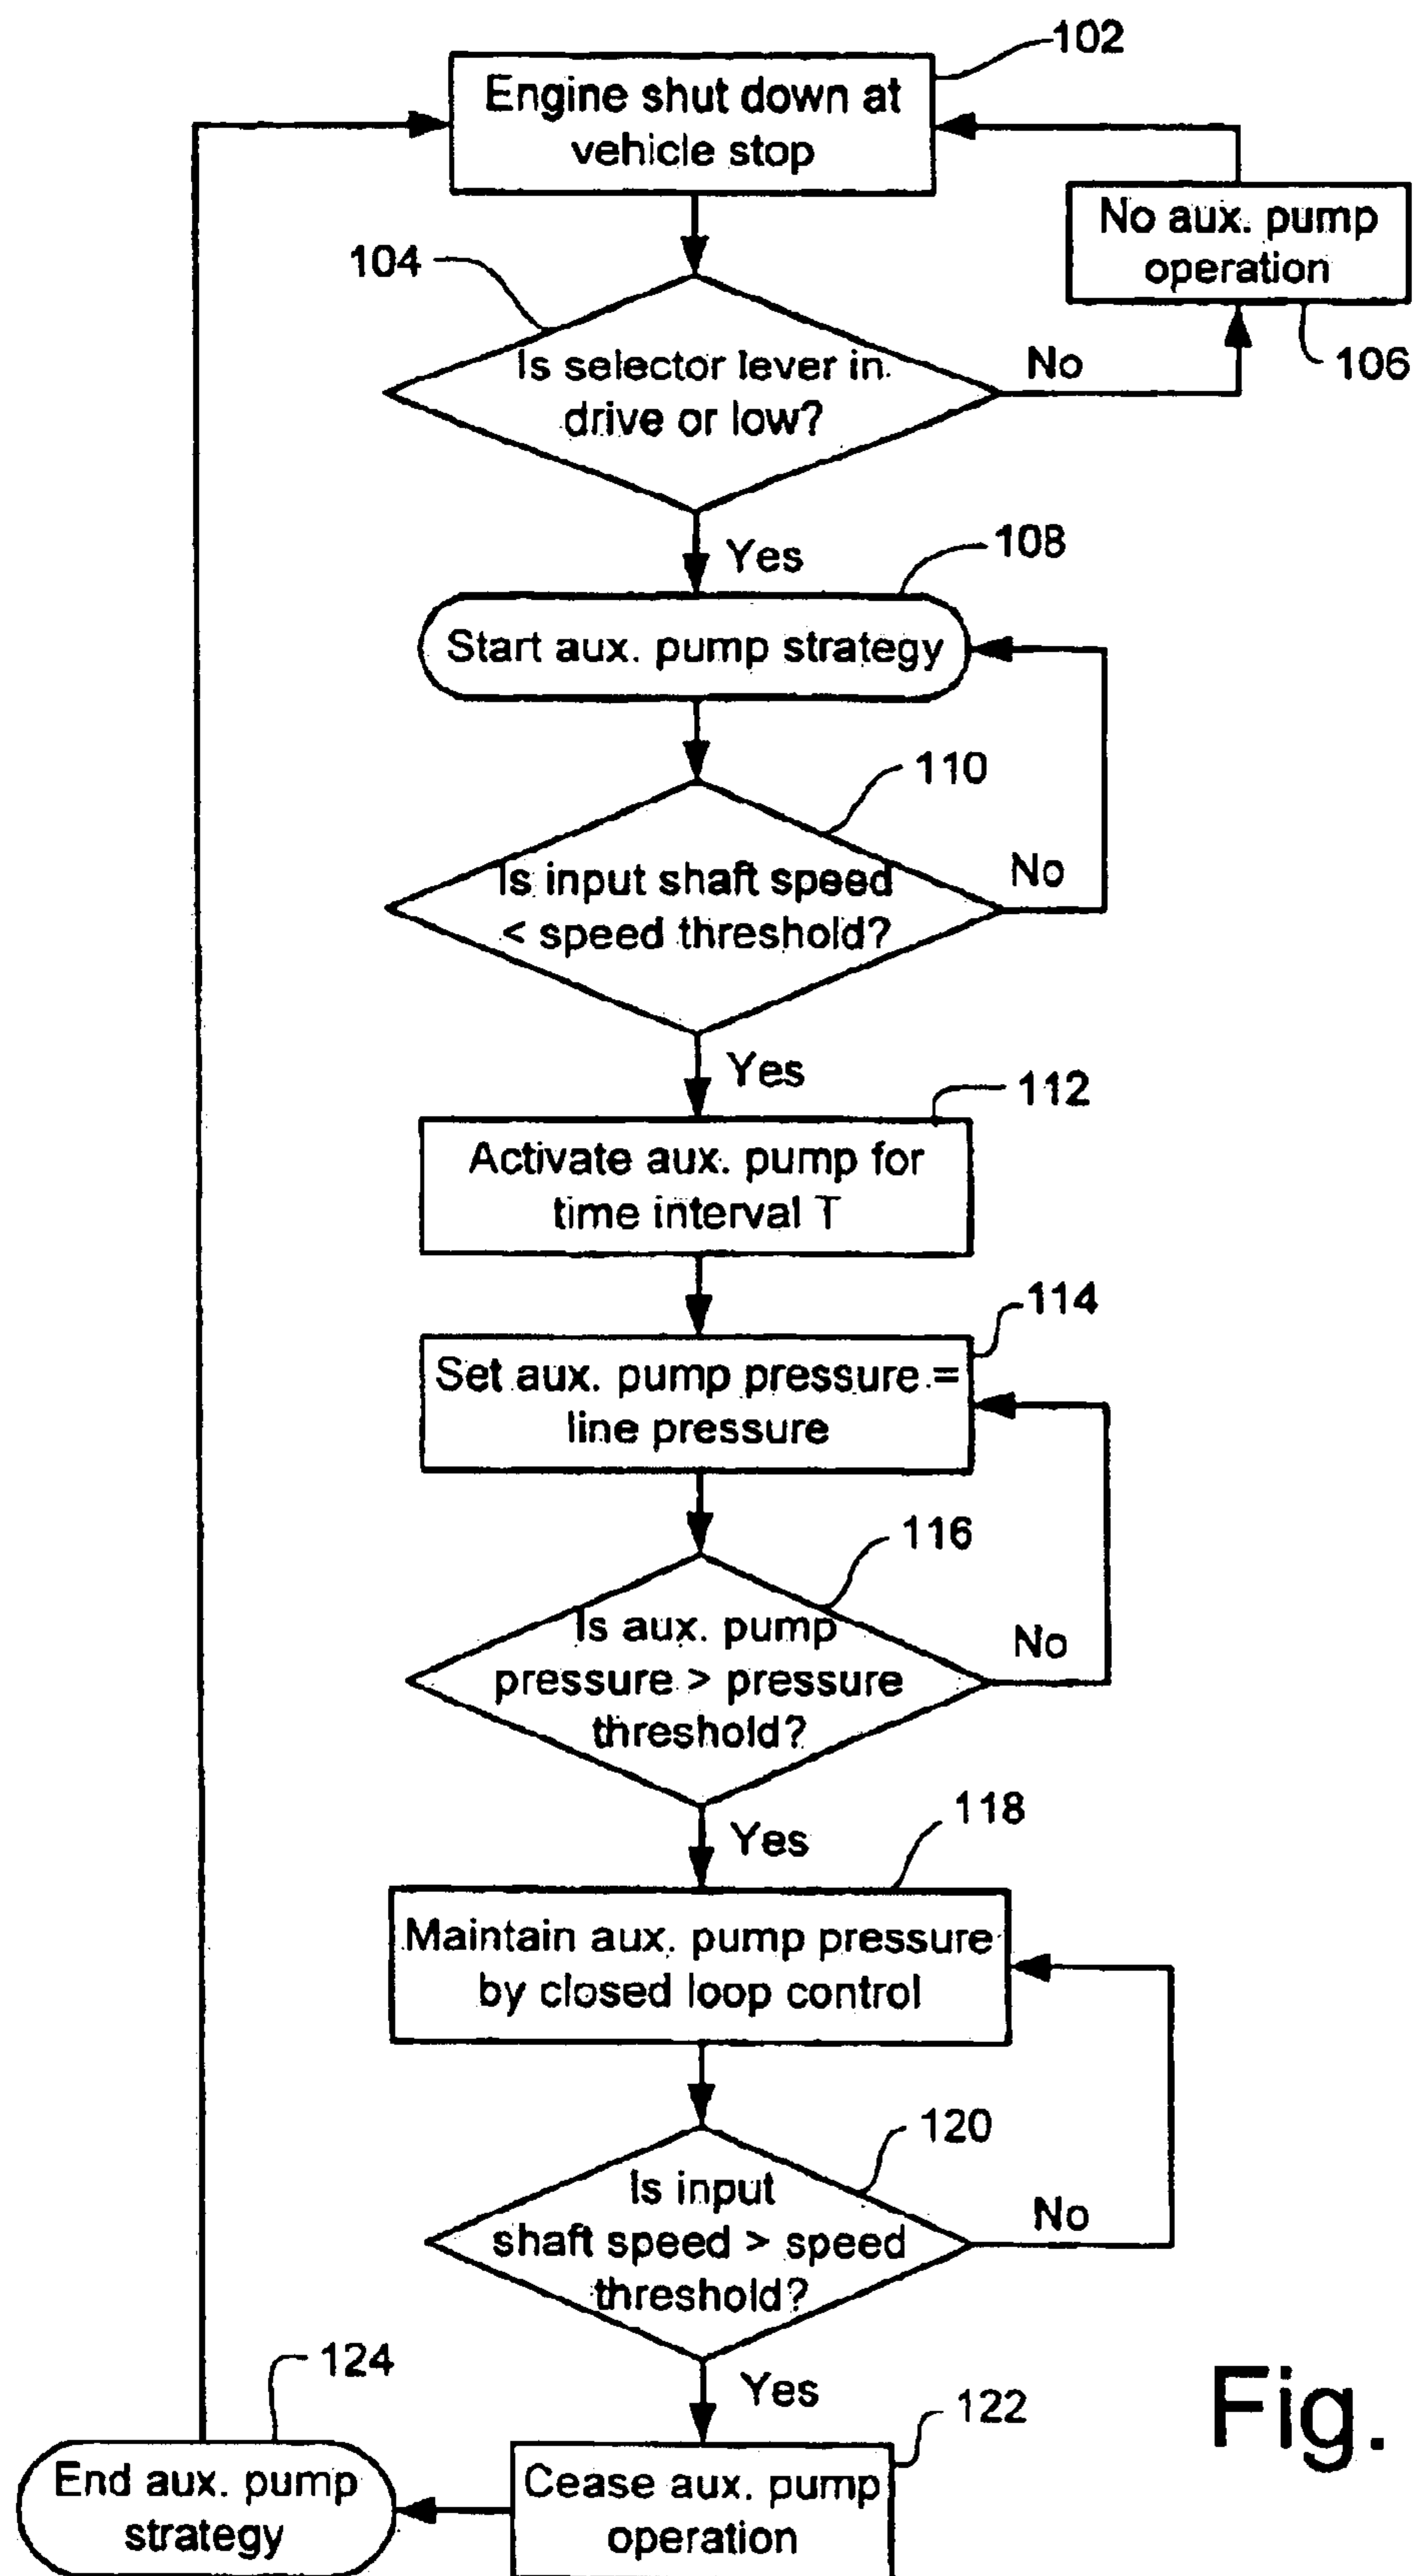 102
Engine shut down at
vehicle stop
No aux. pump
operation
106
104
Is selector lever in
drive or low?
No
Yes
108
Start aux. pump strategy
110
Is input shaft speed
< speed threshold?
No
Yes
112
Activate aux. pump for
time interval T
114
Set aux. pump pressure =
line pressure
116
Is aux. pump
pressure > pressure
threshold?
No
Yes
118
Maintain aux. pump pressure
by closed loop control
120
Is input
shaft speed > speed
threshold?
No
Yes
122
Cease aux. pump
operation
124
End aux. pump
strategy
Fig.